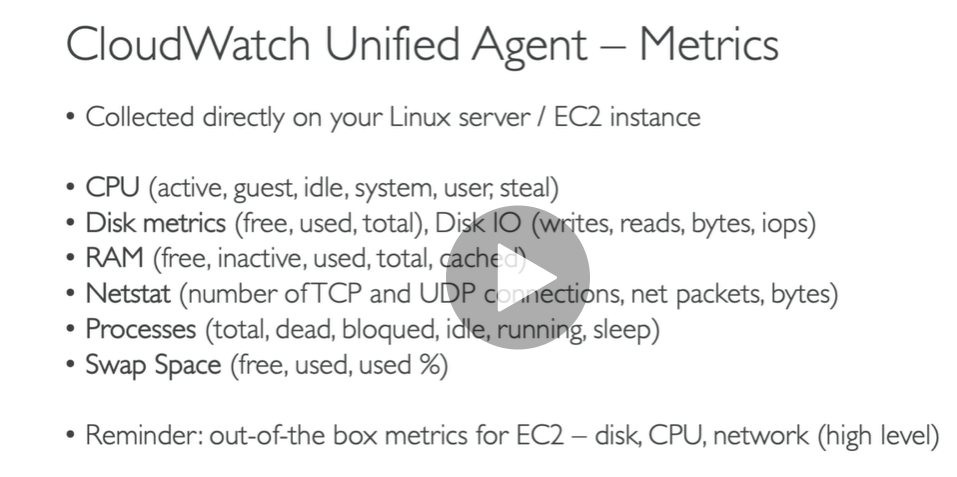 CloudWatch Unified Agent – Metrics
• Collected directly on your Linux server / EC2 instance
• CPU (active, guest, idle, system, user, steal)
• Disk metrics (free, used, total), Disk IO (writes, reads, bytes, iops)
• RAM (free, inactive, used, total, cached)
• Netstat (number of TCP and UDP connections, net packets, bytes)
• Processes (total, dead, bloqued, idle, running, sleep)
• Swap Space (free, used, used %)
• Reminder: out-of-the box metrics for EC2 – disk, CPU, network (high level)